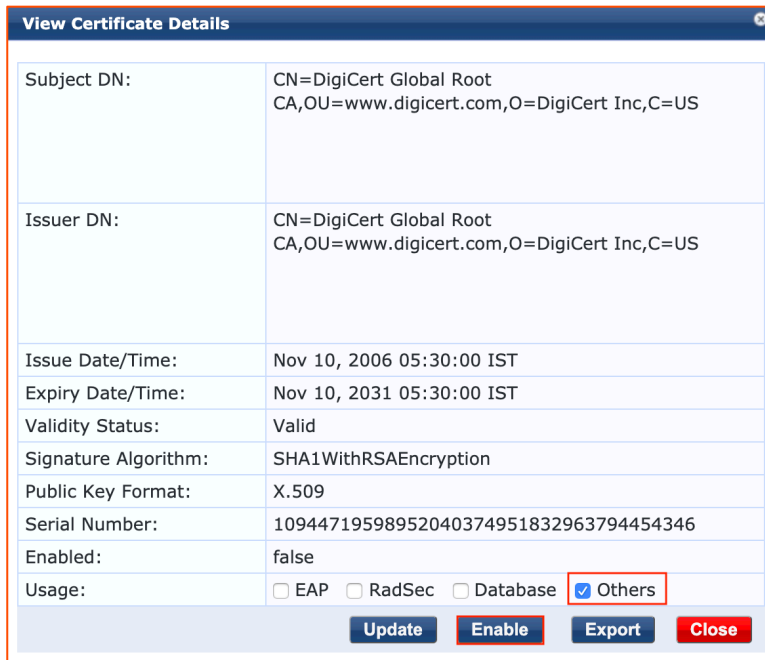 View Certificate Details
Subject DN:
CN=DigiCert Global Root
CA,OU=www.digicert.com,O=DigiCert Inc,C=US
Issuer DN:
CN=DigiCert Global Root
CA,OU=www.digicert.com,O=DigiCert Inc,C=US
Issue Date/Time: Nov 10, 2006 05:30:00 IST
Expiry Date/Time: Nov 10, 2031 05:30:00 IST
Validity Status: Valid
Signature Algorithm: SHA1WithRSAEncryption
Public Key Format: X.509
Serial Number: 10944719598952040374951832963794454346
Enabled: false
Usage: EAP RadSec Database Others
Update Enable Export Close